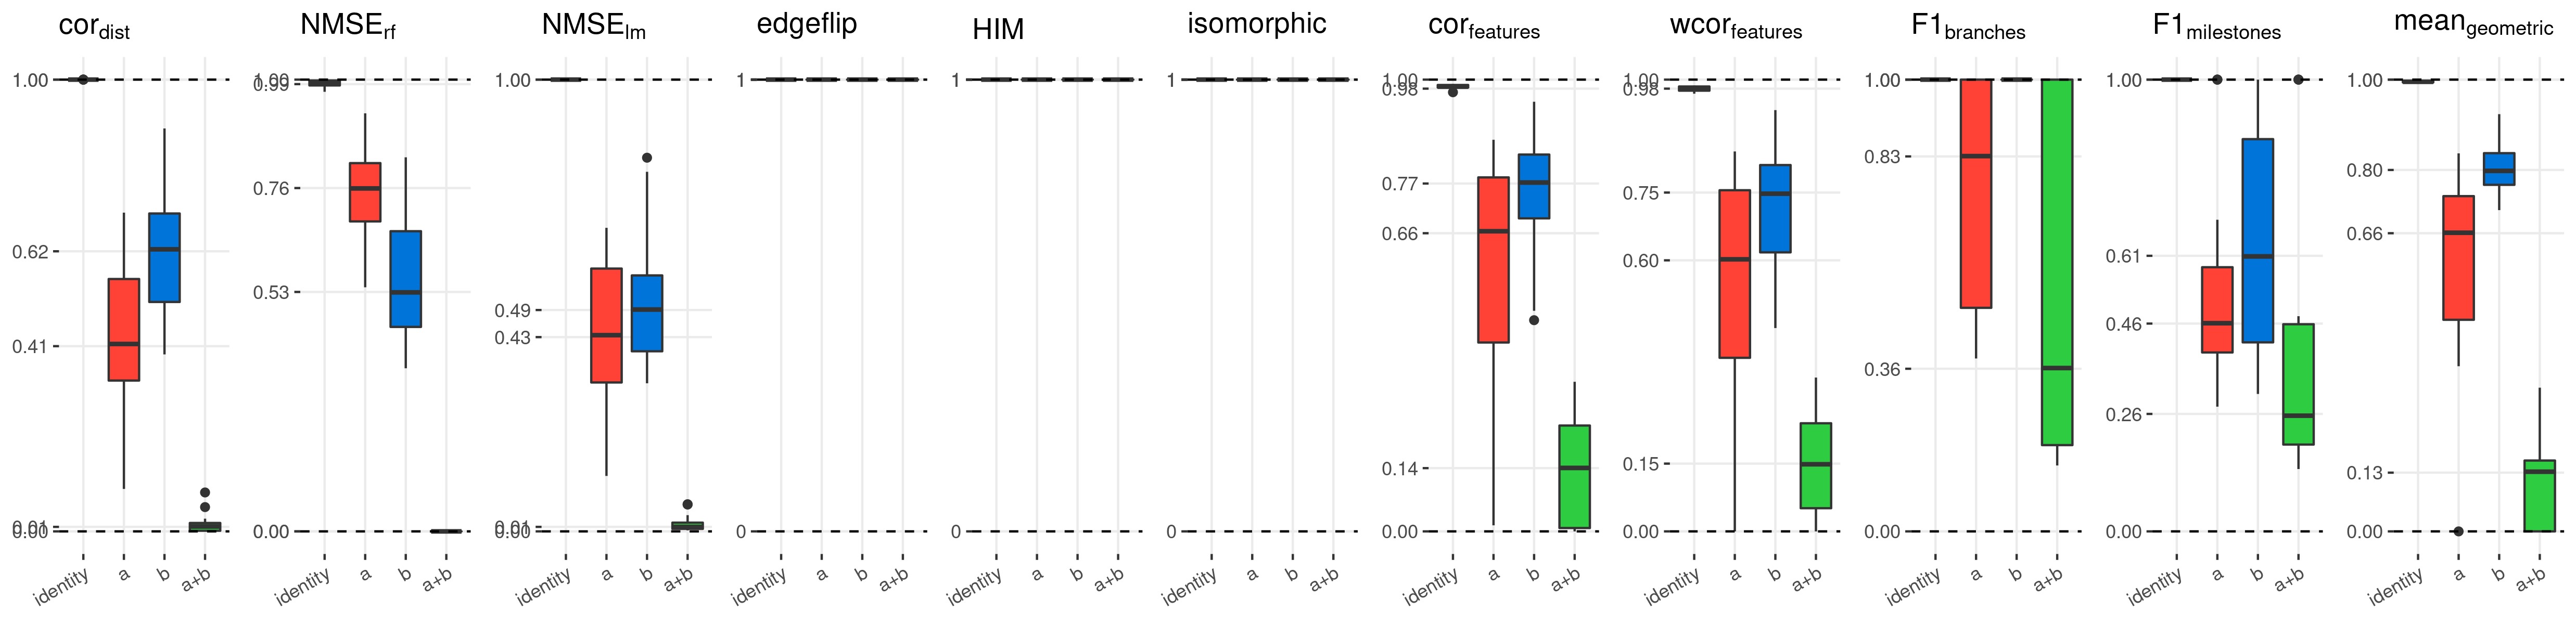 cordist
1.00
0.62
0.41
0.01
0.00
identity a b a+b
NMSErf
1.00
0.99
0.76
0.53
0.00
identity a b a+b
NMSElm
1.00
0.49
0.43
0.01
0.00
identity a b a+b
edgeflip
1
0
identity a b a+b
HIM
1
0
identity a b a+b
isomorphic
1
0
identity a b a+b
corfeatures
1.00
0.98
0.77
0.66
0.14
0.00
identity a b a+b
wcorfeatures
1.00
0.98
0.75
0.60
0.15
0.00
identity a b a+b
F1branches
1.00
0.83
0.36
0.00
identity a b a+b
F1milestones
1.00
0.61
0.46
0.26
0.00
identity a b a+b
meangeometric
1.00
0.80
0.66
0.13
0.00
identity a b a+b